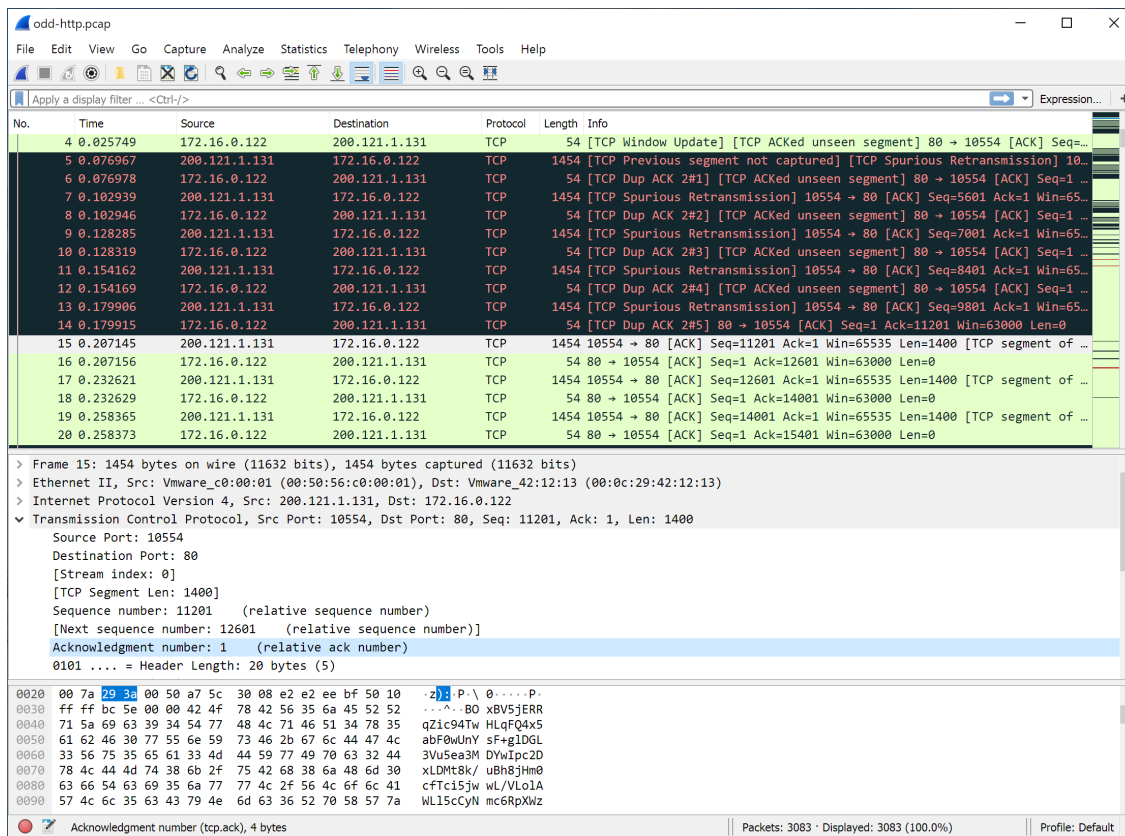 odd-http.pcap
File Edit View Go Capture Analyze Statistics Telephony Wireless Tools Help
Apply a display filter ... <Ctrl-/> Expression... +
No. Time Source Destination Protocol Length Info
4 0.025749 172.16.0.122 200.121.1.131 TCP 54 [TCP Window Update] [TCP ACKed unseen segment] 80 → 10554 [ACK] Seq=…
5 0.076967 200.121.1.131 172.16.0.122 TCP 1454 [TCP Previous segment not captured] [TCP Spurious Retransmission] 10…
6 0.076978 172.16.0.122 200.121.1.131 TCP 54 [TCP Dup ACK 2#1] [TCP ACKed unseen segment] 80 → 10554 [ACK] Seq=1 …
7 0.102939 200.121.1.131 172.16.0.122 TCP 1454 [TCP Spurious Retransmission] 10554 → 80 [ACK] Seq=5601 Ack=1 Win=65…
8 0.102946 172.16.0.122 200.121.1.131 TCP 54 [TCP Dup ACK 2#2] [TCP ACKed unseen segment] 80 → 10554 [ACK] Seq=1 …
9 0.128285 200.121.1.131 172.16.0.122 TCP 1454 [TCP Spurious Retransmission] 10554 → 80 [ACK] Seq=7001 Ack=1 Win=65…
10 0.128319 172.16.0.122 200.121.1.131 TCP 54 [TCP Dup ACK 2#3] [TCP ACKed unseen segment] 80 → 10554 [ACK] Seq=1 …
11 0.154162 200.121.1.131 172.16.0.122 TCP 1454 [TCP Spurious Retransmission] 10554 → 80 [ACK] Seq=8401 Ack=1 Win=65…
12 0.154169 172.16.0.122 200.121.1.131 TCP 54 [TCP Dup ACK 2#4] [TCP ACKed unseen segment] 80 → 10554 [ACK] Seq=1 …
13 0.179906 200.121.1.131 172.16.0.122 TCP 1454 [TCP Spurious Retransmission] 10554 → 80 [ACK] Seq=9801 Ack=1 Win=65…
14 0.179915 172.16.0.122 200.121.1.131 TCP 54 [TCP Dup ACK 2#5] 80 → 10554 [ACK] Seq=1 Ack=11201 Win=63000 Len=0
15 0.207145 200.121.1.131 172.16.0.122 TCP 1454 10554 → 80 [ACK] Seq=11201 Ack=1 Win=65535 Len=1400 [TCP segment of …
16 0.207156 172.16.0.122 200.121.1.131 TCP 54 80 → 10554 [ACK] Seq=1 Ack=12601 Win=63000 Len=0
17 0.232621 200.121.1.131 172.16.0.122 TCP 1454 10554 → 80 [ACK] Seq=12601 Ack=1 Win=65535 Len=1400 [TCP segment of …
18 0.232629 172.16.0.122 200.121.1.131 TCP 54 80 → 10554 [ACK] Seq=1 Ack=14001 Win=63000 Len=0
19 0.258365 200.121.1.131 172.16.0.122 TCP 1454 10554 → 80 [ACK] Seq=14001 Ack=1 Win=65535 Len=1400 [TCP segment of …
20 0.258373 172.16.0.122 200.121.1.131 TCP 54 80 → 10554 [ACK] Seq=1 Ack=15401 Win=63000 Len=0
Frame 15: 1454 bytes on wire (11632 bits), 1454 bytes captured (11632 bits)
Ethernet II, Src: Vmware_c0:00:01 (00:50:56:c0:00:01), Dst: Vmware_42:12:13 (00:0c:29:42:12:13)
Internet Protocol Version 4, Src: 200.121.1.131, Dst: 172.16.0.122
Transmission Control Protocol, Src Port: 10554, Dst Port: 80, Seq: 11201, Ack: 1, Len: 1400
Source Port: 10554
Destination Port: 80
[Stream index: 0]
[TCP Segment Len: 1400]
Sequence number: 11201 (relative sequence number)
[Next sequence number: 12601 (relative sequence number)]
Acknowledgment number: 1 (relative ack number)
0101 .... = Header Length: 20 bytes (5)
0020 00 7a 29 3a 00 50 a7 5c 30 08 e2 e2 ee bf 50 10 ·z):·P·\ 0·····P·
0030 ff ff bc 5e 00 00 42 4f 78 42 56 35 6a 45 52 52 ···^··BO xBV5jERR
0040 71 5a 69 63 39 34 54 77 48 4c 71 46 51 34 78 35 qZic94Tw HLqFQ4x5
0050 61 62 46 30 77 55 6e 59 73 46 2b 67 6c 44 47 4c abF0wUnY sF+glDGL
0060 33 56 75 35 65 61 33 4d 44 59 77 49 70 63 32 44 3Vu5ea3M DYwIpc2D
0070 78 4c 44 4d 74 38 6b 2f 75 42 68 38 6a 48 6d 30 xLDMt8k/ uBh8jHm0
0080 63 66 54 63 69 35 6a 77 77 4c 2f 56 4c 6f 6c 41 cfTci5jw wL/VLolA
0090 57 4c 6c 35 63 43 79 4e 6d 63 36 52 70 58 57 7a WLl5cCyN mc6RpXWz
Acknowledgment number (tcp.ack), 4 bytes Packets: 3083 · Displayed: 3083 (100.0%) Profile: Default